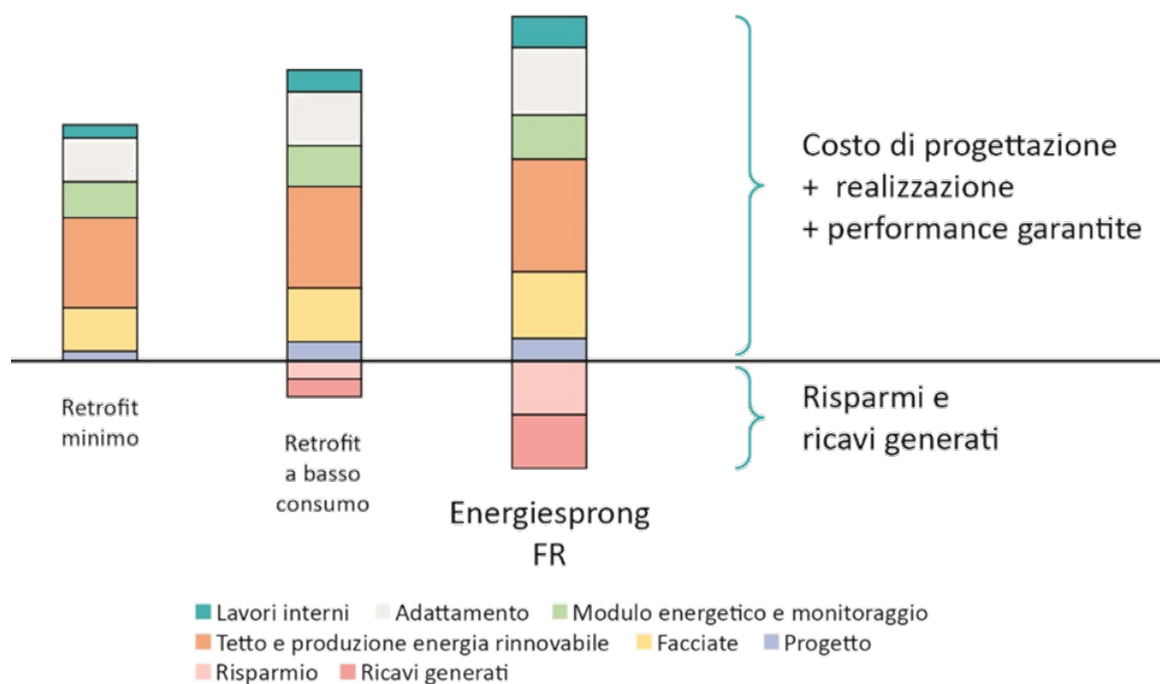 Costo di progettazione
+ realizzazione
+ performance garantite
Retrofit
minimo
Retrofit
a basso
consumo
Energiesprong
FR
Risparmi e
ricavi generati
Lavori interni Adattamento Modulo energetico e monitoraggio
Tetto e produzione energia rinnovabile Facciate Progetto
Risparmio Ricavi generati